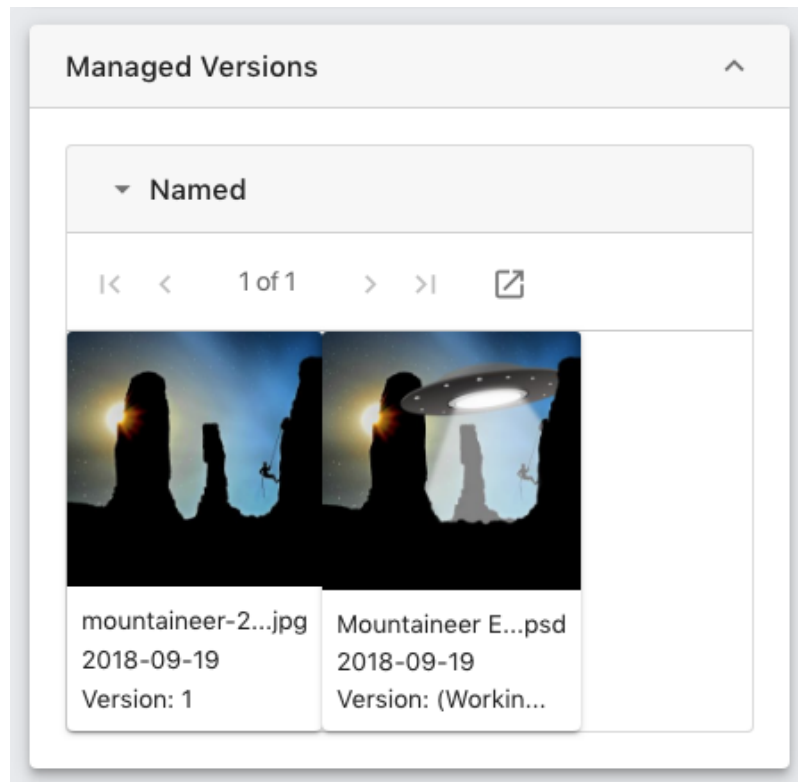 Managed Versions
Named
1 of 1
mountaineer-2...jpg
2018-09-19
Version: 1
Mountaineer E...psd
2018-09-19
Version: (Workin...